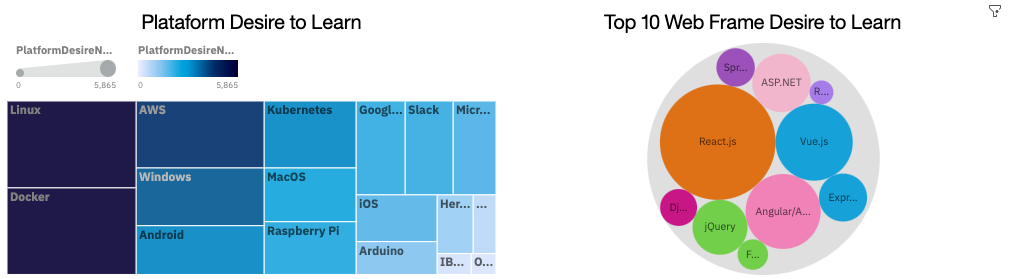 Plataform Desire to Learn
PlatformDesireN...
0
5,865
PlatformDesireN...
0
5,865
Linux
Docker
AWS
Windows
Android
Kubernetes
MacOS
Raspberry Pi
Googl...
Slack
Micr...
iOS
Arduino
Her...
...
IB...
O...
Top 10 Web Frame Desire to Learn
Spr...
ASP.NET
R...
React.js
Vue.js
Dj...
jQuery
Angular/A...
Expr...
F...